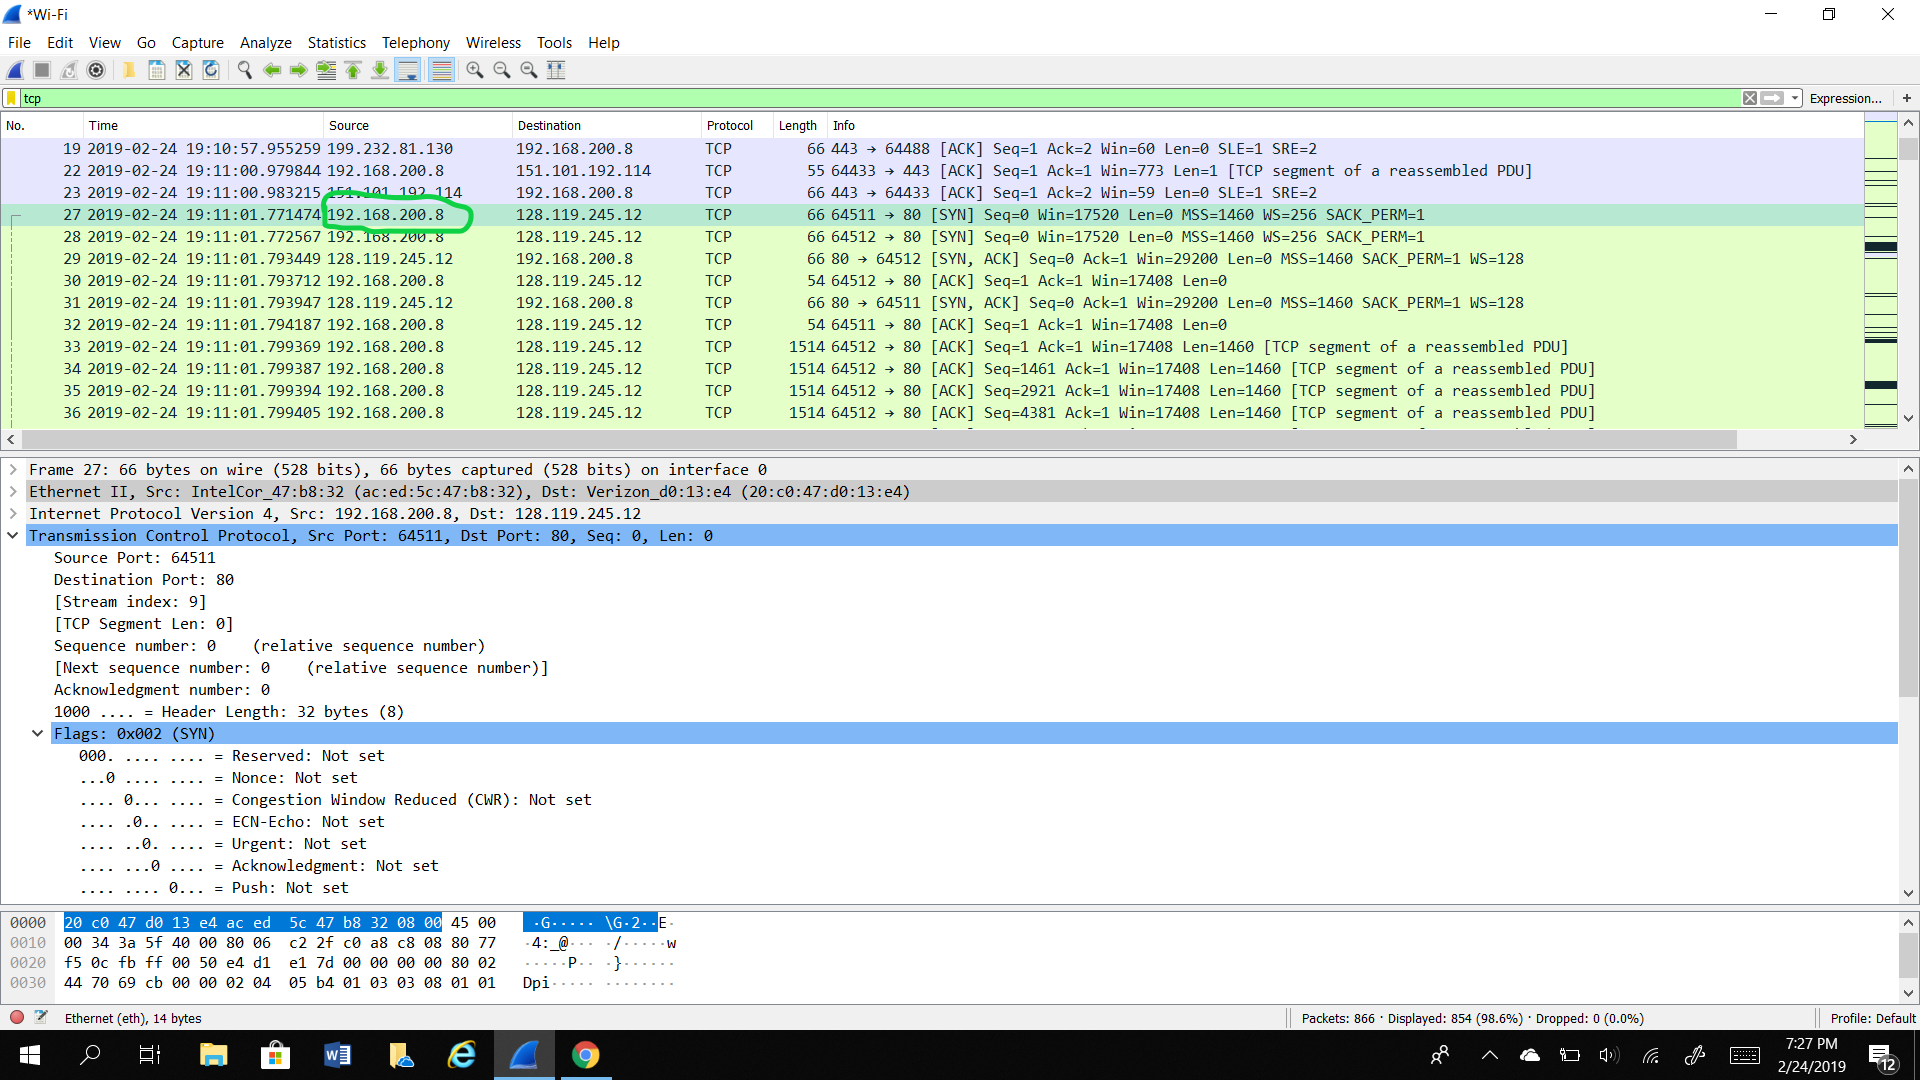 *Wi-Fi
File Edit View Go Capture Analyze Statistics Telephony Wireless Tools Help
tcp Expression... +
No. Time Source Destination Protocol Length Info
19 2019-02-24 19:10:57.955259 199.232.81.130 192.168.200.8 TCP 66 443 → 64488 [ACK] Seq=1 Ack=2 Win=60 Len=0 SLE=1 SRE=2
22 2019-02-24 19:11:00.979844 192.168.200.8 151.101.192.114 TCP 55 64433 → 443 [ACK] Seq=1 Ack=1 Win=773 Len=1 [TCP segment of a reassembled PDU]
23 2019-02-24 19:11:00.983215 151.101.192.114 192.168.200.8 TCP 66 443 → 64433 [ACK] Seq=1 Ack=2 Win=59 Len=0 SLE=1 SRE=2
27 2019-02-24 19:11:01.771474 192.168.200.8 128.119.245.12 TCP 66 64511 → 80 [SYN] Seq=0 Win=17520 Len=0 MSS=1460 WS=256 SACK_PERM=1
28 2019-02-24 19:11:01.772567 192.168.200.8 128.119.245.12 TCP 66 64512 → 80 [SYN] Seq=0 Win=17520 Len=0 MSS=1460 WS=256 SACK_PERM=1
29 2019-02-24 19:11:01.793449 128.119.245.12 192.168.200.8 TCP 66 80 → 64512 [SYN, ACK] Seq=0 Ack=1 Win=29200 Len=0 MSS=1460 SACK_PERM=1 WS=128
30 2019-02-24 19:11:01.793712 192.168.200.8 128.119.245.12 TCP 54 64512 → 80 [ACK] Seq=1 Ack=1 Win=17408 Len=0
31 2019-02-24 19:11:01.793947 128.119.245.12 192.168.200.8 TCP 66 80 → 64511 [SYN, ACK] Seq=0 Ack=1 Win=29200 Len=0 MSS=1460 SACK_PERM=1 WS=128
32 2019-02-24 19:11:01.794187 192.168.200.8 128.119.245.12 TCP 54 64511 → 80 [ACK] Seq=1 Ack=1 Win=17408 Len=0
33 2019-02-24 19:11:01.799369 192.168.200.8 128.119.245.12 TCP 1514 64512 → 80 [ACK] Seq=1 Ack=1 Win=17408 Len=1460 [TCP segment of a reassembled PDU]
34 2019-02-24 19:11:01.799387 192.168.200.8 128.119.245.12 TCP 1514 64512 → 80 [ACK] Seq=1461 Ack=1 Win=17408 Len=1460 [TCP segment of a reassembled PDU]
35 2019-02-24 19:11:01.799394 192.168.200.8 128.119.245.12 TCP 1514 64512 → 80 [ACK] Seq=2921 Ack=1 Win=17408 Len=1460 [TCP segment of a reassembled PDU]
36 2019-02-24 19:11:01.799405 192.168.200.8 128.119.245.12 TCP 1514 64512 → 80 [ACK] Seq=4381 Ack=1 Win=17408 Len=1460 [TCP segment of a reassembled PDU]
Frame 27: 66 bytes on wire (528 bits), 66 bytes captured (528 bits) on interface 0
Ethernet II, Src: IntelCor_47:b8:32 (ac:ed:5c:47:b8:32), Dst: Verizon_d0:13:e4 (20:c0:47:d0:13:e4)
Internet Protocol Version 4, Src: 192.168.200.8, Dst: 128.119.245.12
Transmission Control Protocol, Src Port: 64511, Dst Port: 80, Seq: 0, Len: 0
Source Port: 64511
Destination Port: 80
[Stream index: 9]
[TCP Segment Len: 0]
Sequence number: 0 (relative sequence number)
[Next sequence number: 0 (relative sequence number)]
Acknowledgment number: 0
1000 .... = Header Length: 32 bytes (8)
Flags: 0x002 (SYN)
000. .... .... = Reserved: Not set
...0 .... .... = Nonce: Not set
.... 0... .... = Congestion Window Reduced (CWR): Not set
.... .0.. .... = ECN-Echo: Not set
.... ..0. .... = Urgent: Not set
.... ...0 .... = Acknowledgment: Not set
.... .... 0... = Push: Not set
0000 20 c0 47 d0 13 e4 ac ed 5c 47 b8 32 08 00 45 00 ·G····· \G·2··E·
0010 00 34 3a 5f 40 00 80 06 c2 2f c0 a8 c8 08 80 77 ·4:_@··· ·/·····w
0020 f5 0c fb ff 00 50 e4 d1 e1 7d 00 00 00 00 80 02 ·····P·· ·}······
0030 44 70 69 cb 00 00 02 04 05 b4 01 03 03 08 01 01 Dpi····· ········
Ethernet (eth), 14 bytes Packets: 866 · Displayed: 854 (98.6%) · Dropped: 0 (0.0%) Profile: Default
7:27 PM
2/24/2019
12